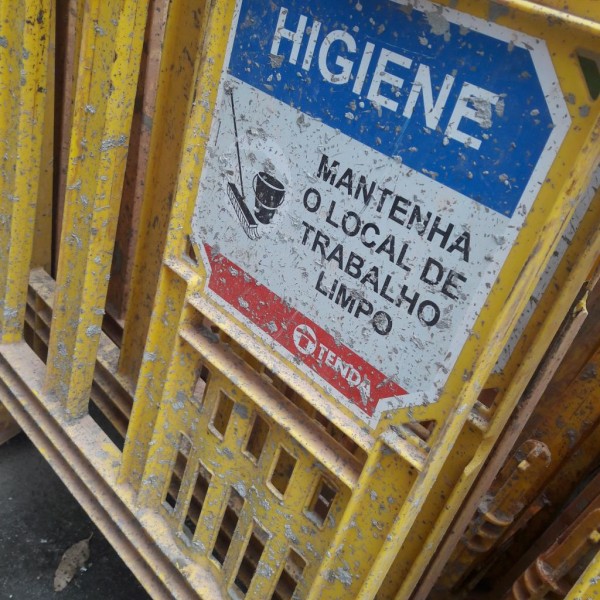 HIGIENE
MANTENHA
O LOCAL DE
TRABALHO
LIMPO
TENDA